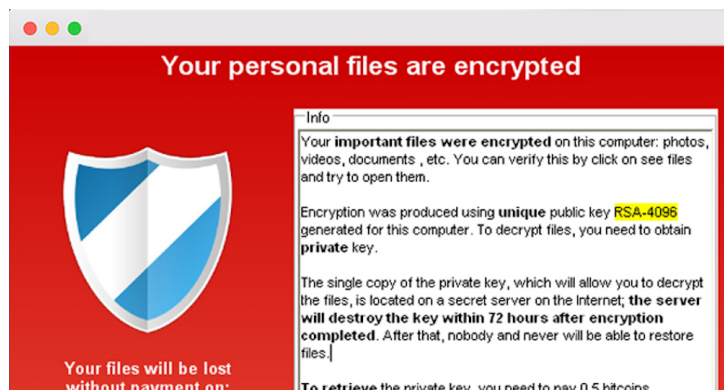 Your personal files are encrypted
Info
Your important files were encrypted on this computer: photos,
videos, documents , etc. You can verify this by click on see files
and try to open them.
Encryption was produced using unique public key RSA-4096
generated for this computer. To decrypt files, you need to obtain
private key.
The single copy of the private key, which will allow you to decrypt
the files, is located on a secret server on the Internet; the server
will destroy the key within 72 hours after encryption
completed. After that, nobody and never will be able to restore
files.
To retrieve the private key, you need to pay 0.5 bitcoins
Your files will be lost
without payment on: